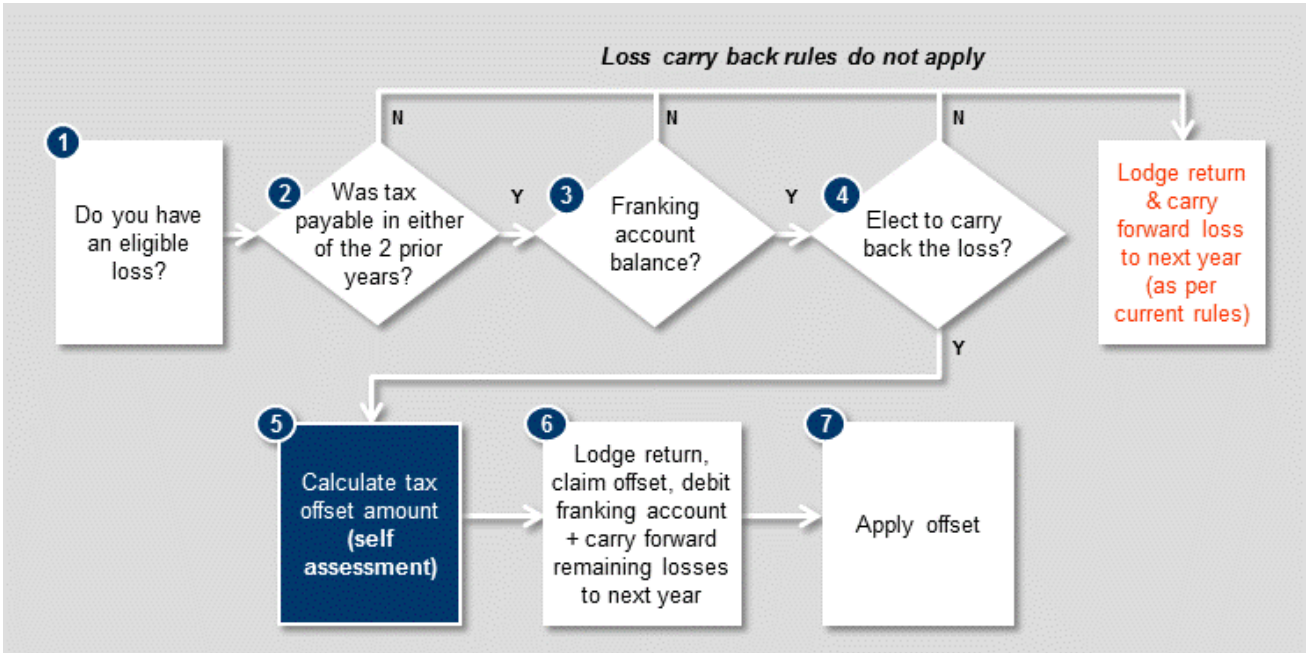 Loss carry back rules do not apply
N
N
N
1
Do you have
an eligible
loss?
2
Was tax
payable in either
of the 2 prior
years?
Y
3
Franking
account
balance?
Y
4
Elect to carry
back the loss?
Y
Lodge return
& carry
forward loss
to next year
(as per
current rules)
5
Calculate tax
offset amount
(self
assessment)
6
Lodge return,
claim offset, debit
franking account
+ carry forward
remaining losses
to next year
7
Apply offset